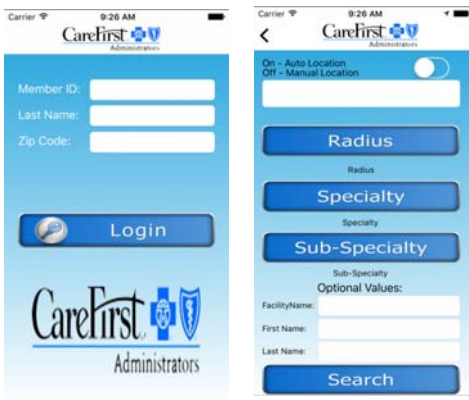 Carrier 9:26 AM
CareFirst
Administrators
Member ID:
Last Name:
Zip Code:
Login
CareFirst
Administrators
Carrier 9:26 AM
CareFirst
Administrators
On - Auto Location
Off - Manual Location
Radius
Radius
Specialty
Specialty
Sub-Specialty
Sub-Specialty
Optional Values:
FacilityName:
First Name:
Last Name:
Search